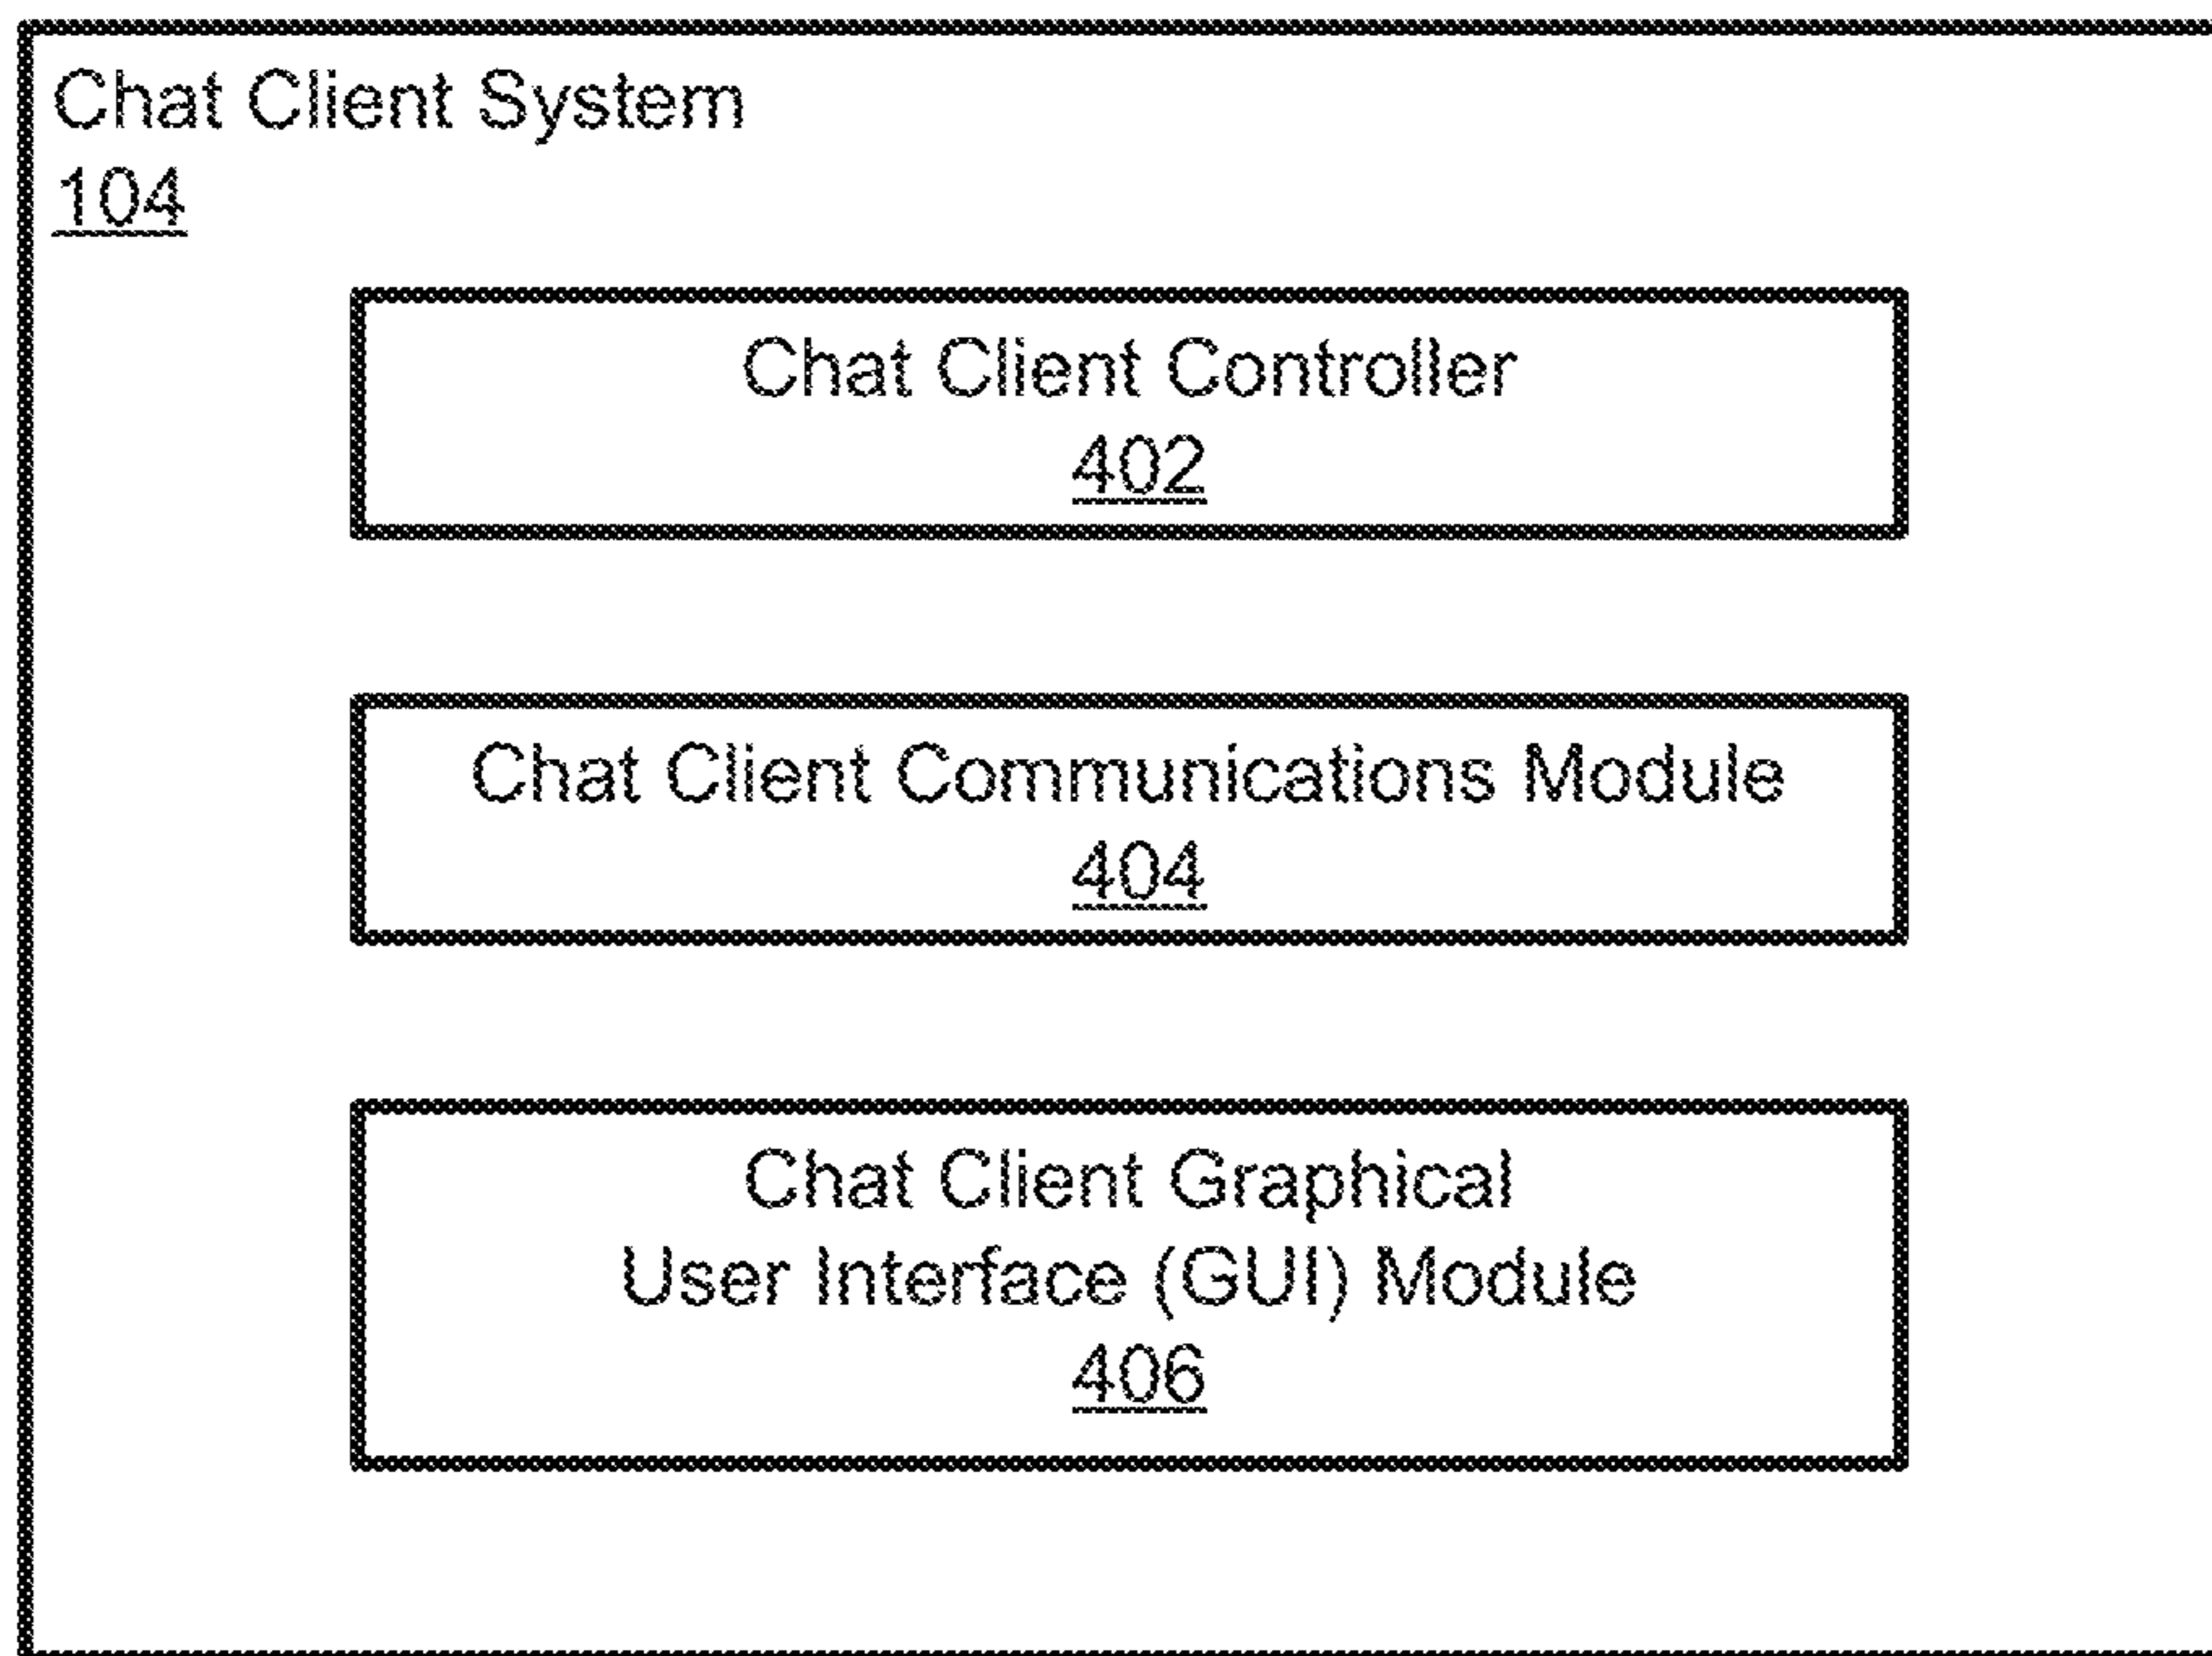 Chat Client System
104
Chat Client Controller
402
Chat Client Communications Module
404
Chat Client Graphical
User Interface (GUI) Module
406